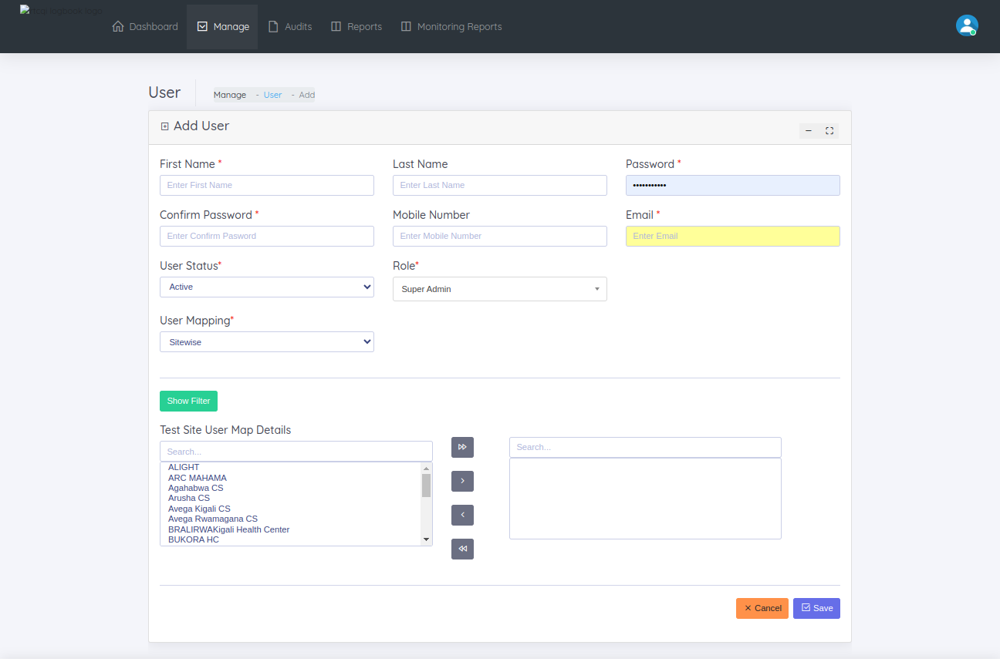 Dashboard Manage Audits Reports Monitoring Reports
User Manage - User - Add
Add User
First Name * Last Name Password *
Enter First Name Enter Last Name •••••••••••
Confirm Password * Mobile Number Email *
Enter Confirm Pasword Enter Mobile Number Enter Email
User Status* Role*
Active Super Admin
User Mapping*
Sitewise
Show Filter
Test Site User Map Details
Search... Search...
ALIGHT
ARC MAHAMA
Agahabwa CS
Arusha CS
Avega Kigali CS
Avega Rwamagana CS
BRALIRWAKigali Health Center
BUKORA HC
Cancel Save